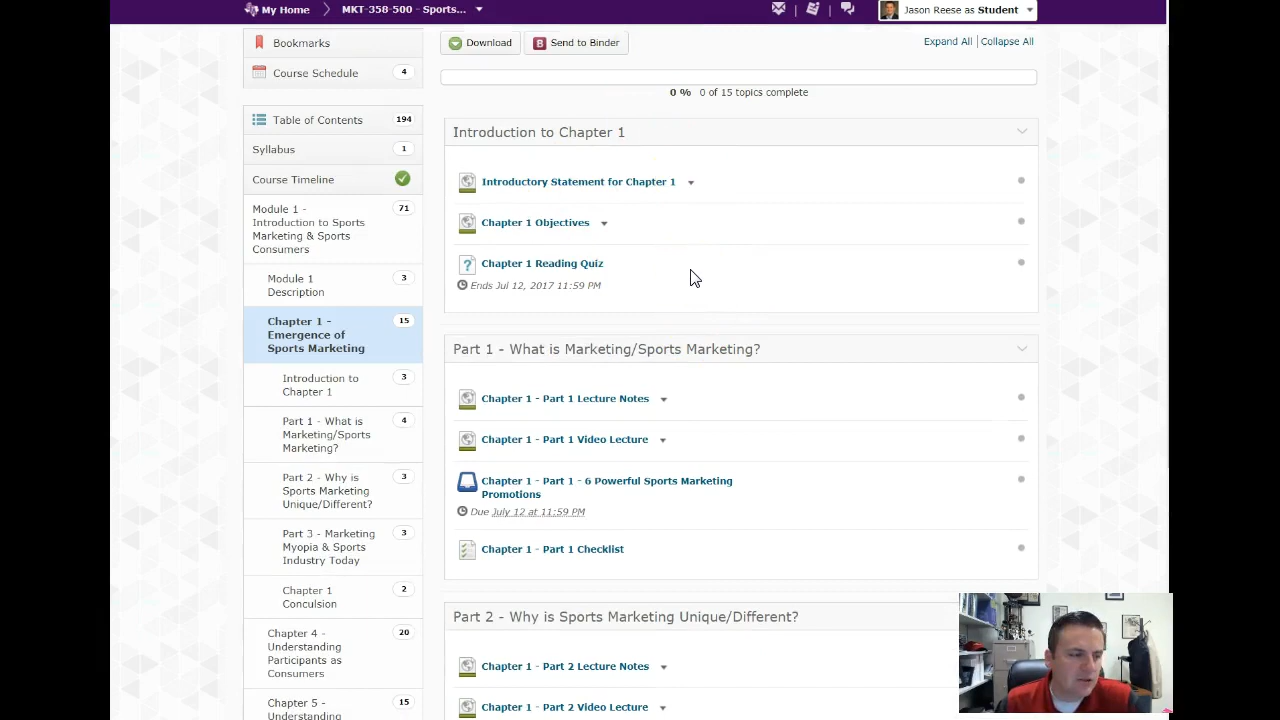 My Home
MKT-358-500 - Sports...
Jason Reese as Student
Bookmarks
Course Schedule 4
Table of Contents 194
Syllabus 1
Course Timeline
Module 1 - 71
Introduction to Sports
Marketing & Sports
Consumers
Module 1 3
Description
Chapter 1 - 15
Emergence of
Sports Marketing
Introduction to 3
Chapter 1
Part 1 - What is 4
Marketing/Sports
Marketing?
Part 2 - Why is 3
Sports Marketing
Unique/Different?
Part 3 - Marketing 3
Myopia & Sports
Industry Today
Chapter 1 2
Conculsion
Chapter 4 - 20
Understanding
Participants as
Consumers
Chapter 5 - 15
Understanding
Download
B Send to Binder
Expand All | Collapse All
0 % 0 of 15 topics complete
Introduction to Chapter 1
Introductory Statement for Chapter 1
Chapter 1 Objectives
? Chapter 1 Reading Quiz
Ends Jul 12, 2017 11:59 PM
Part 1 - What is Marketing/Sports Marketing?
Chapter 1 - Part 1 Lecture Notes
Chapter 1 - Part 1 Video Lecture
Chapter 1 - Part 1 - 6 Powerful Sports Marketing
Promotions
Due July 12 at 11:59 PM
Chapter 1 - Part 1 Checklist
Part 2 - Why is Sports Marketing Unique/Different?
Chapter 1 - Part 2 Lecture Notes
Chapter 1 - Part 2 Video Lecture